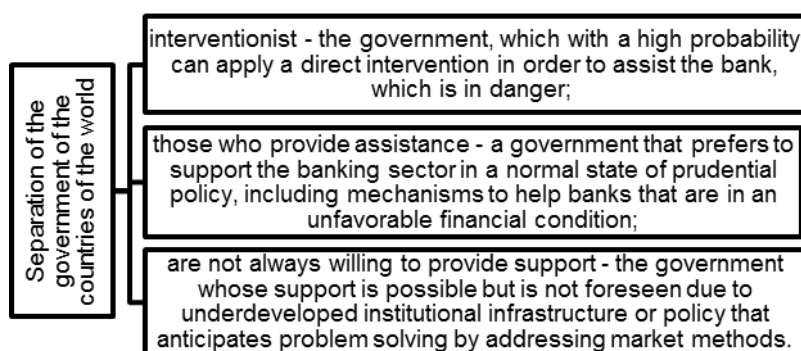 Separation of the
government of the
countries of the world
interventionist - the government, which with a high probability
can apply a direct intervention in order to assist the bank,
which is in danger;
those who provide assistance - a government that prefers to
support the banking sector in a normal state of prudential
policy, including mechanisms to help banks that are in an
unfavorable financial condition;
are not always willing to provide support - the government
whose support is possible but is not foreseen due to
underdeveloped institutional infrastructure or policy that
anticipates problem solving by addressing market methods.